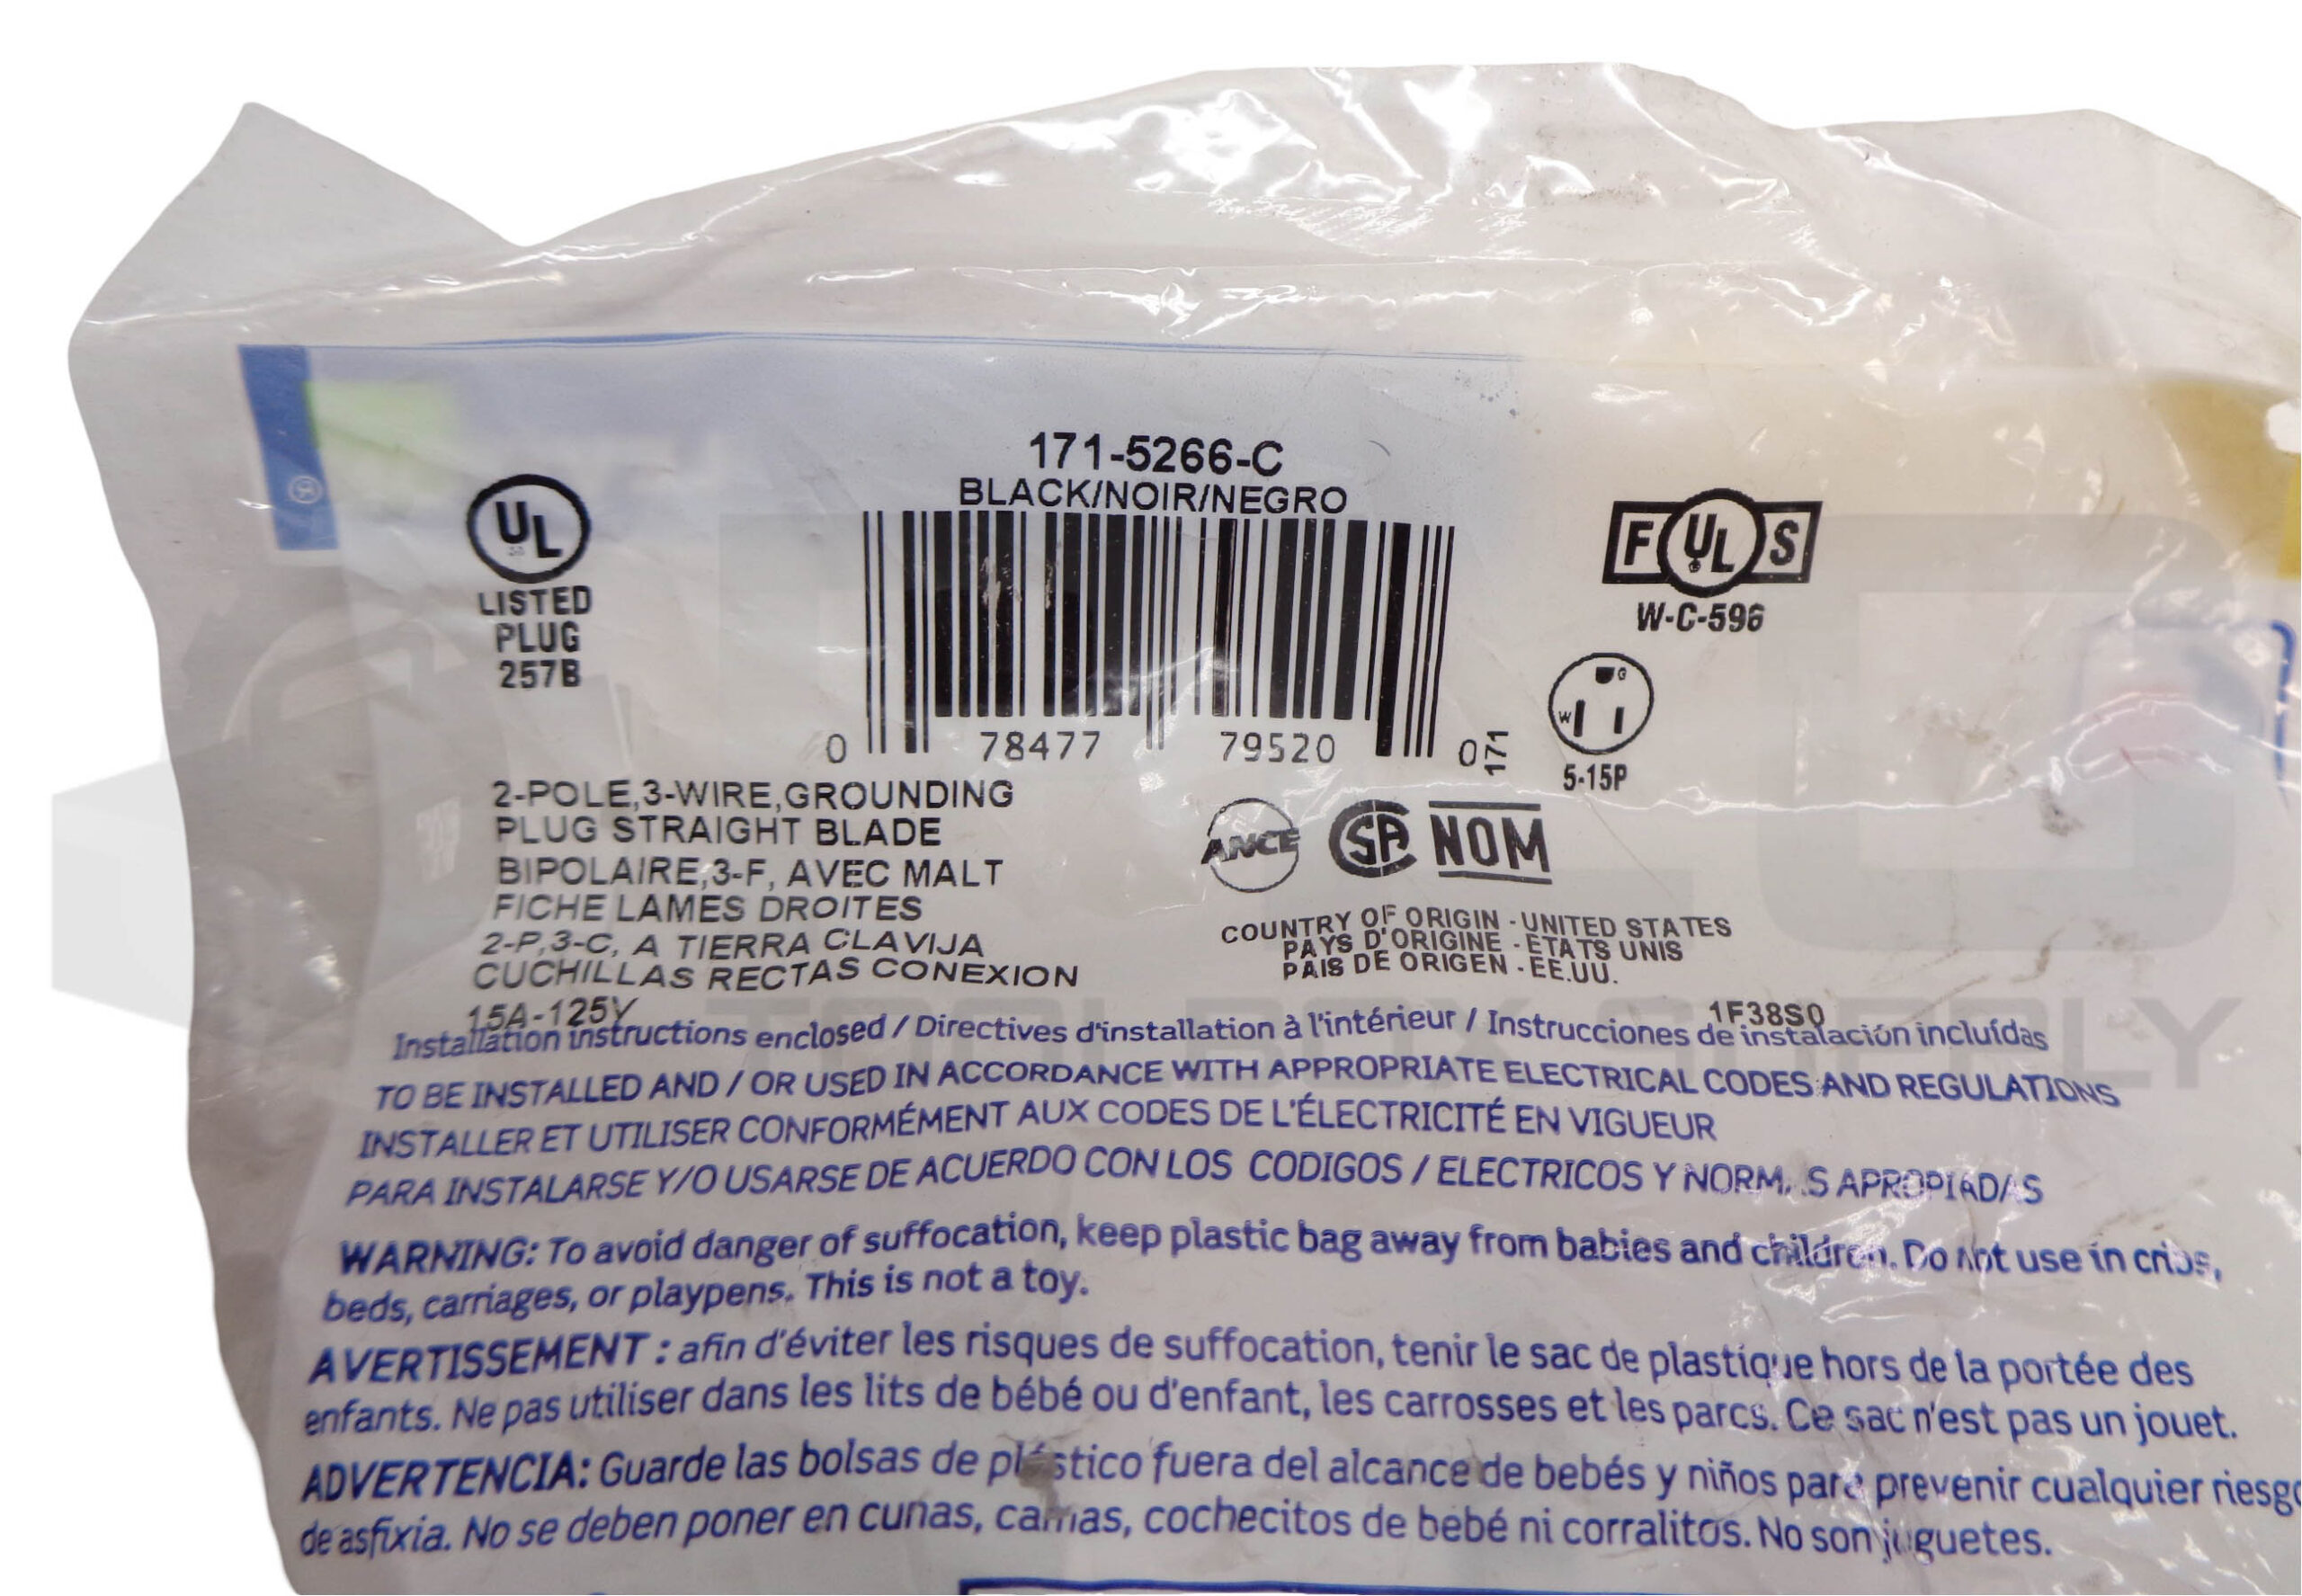 171-5266-C
BLACK/NOIR/NEGRO
UL
LISTED
PLUG
257B
F UL S
W-C-596
G
W
5-15P
0 78477 79520 0
171
2-POLE,3-WIRE,GROUNDING
PLUG STRAIGHT BLADE
BIPOLAIRE,3-F, AVEC MALT
FICHE LAMES DROITES
2-P,3-C, A TIERRA CLAVIJA
CUCHILLAS RECTAS CONEXION
15A-125V
ANCE SA NOM
COUNTRY OF ORIGIN - UNITED STATES
PAYS D'ORIGINE - ETATS UNIS
PAIS DE ORIGEN - EE.UU.
1F38S0
Installation instructions enclosed / Directives d'installation à l'intérieur / Instrucciones de instalación incluídas
TO BE INSTALLED AND / OR USED IN ACCORDANCE WITH APPROPRIATE ELECTRICAL CODES AND REGULATIONS
INSTALLER ET UTILISER CONFORMÉMENT AUX CODES DE L'ÉLECTRICITÉ EN VIGUEUR
PARA INSTALARSE Y/O USARSE DE ACUERDO CON LOS CODIGOS / ELECTRICOS Y NORMAS APROPIADAS
WARNING: To avoid danger of suffocation, keep plastic bag away from babies and children. Do not use in cribs,
beds, carriages, or playpens. This is not a toy.
AVERTISSEMENT : afin d'éviter les risques de suffocation, tenir le sac de plastique hors de la portée des
enfants. Ne pas utiliser dans les lits de bébé ou d'enfant, les carrosses et les parcs. Ce sac n'est pas un jouet.
ADVERTENCIA: Guarde las bolsas de plástico fuera del alcance de bebés y niños para prevenir cualquier riesgo
de asfixia. No se deben poner en cunas, camas, cochecitos de bebé ni corralitos. No son juguetes.
TOOL BOX SUPPLY